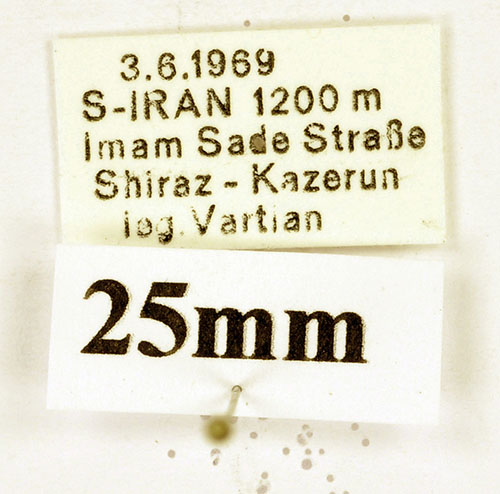 3.6.1969
S-IRAN 1200 m
Imam Sade Straße
Shiraz - Kazerun
leg. Vartian
25mm